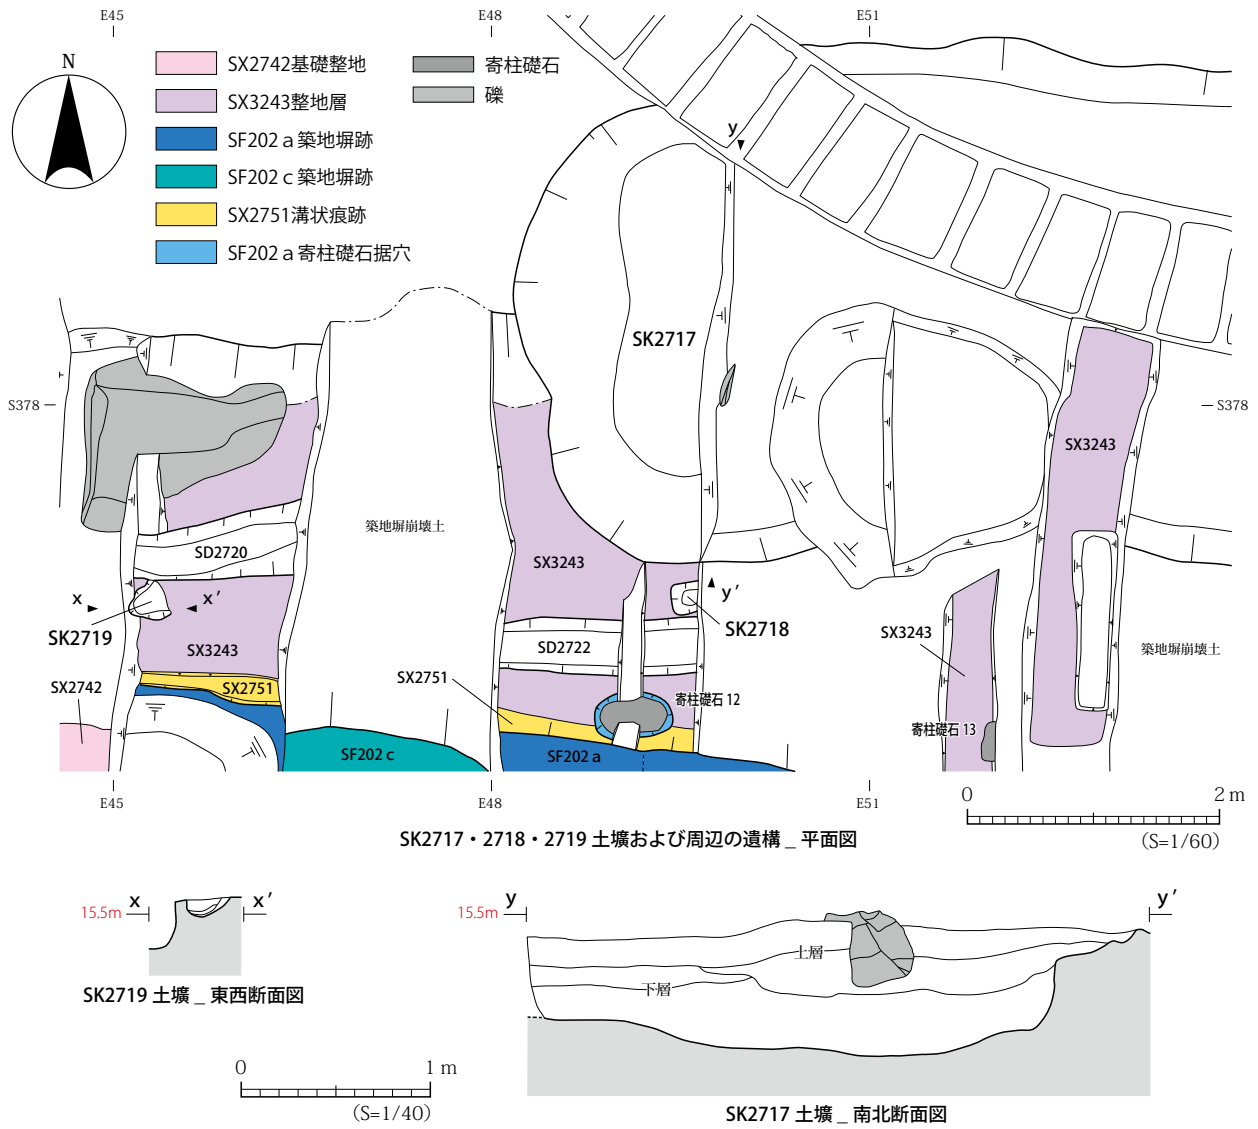 E45
E48
E51
N
SX2742基礎整地
SX3243整地層
SF202 a 築地塀跡
SF202 c 築地塀跡
SX2751溝状痕跡
SF202 a 寄柱礎石据穴
寄柱礎石
礫
y
SK2717
S378
S378
SX3243
築地塀崩壊土
SD2720
SX3243
x
x’
y’
SK2719
SK2718
SX3243
SD2722
SX3243
築地塀崩壊土
SX2742
SX2751
SX2751
寄柱礎石 12
寄柱礎石 13
SF202 c
SF202 a
E45
E48
E51
0
2 m
(S=1/60)
SK2717・2718・2719 土壙および周辺の遺構 _ 平面図
x
x’
15.5m
SK2719 土壙 _ 東西断面図
0
1 m
(S=1/40)
y
y’
15.5m
上層
下層
SK2717 土壙 _ 南北断面図